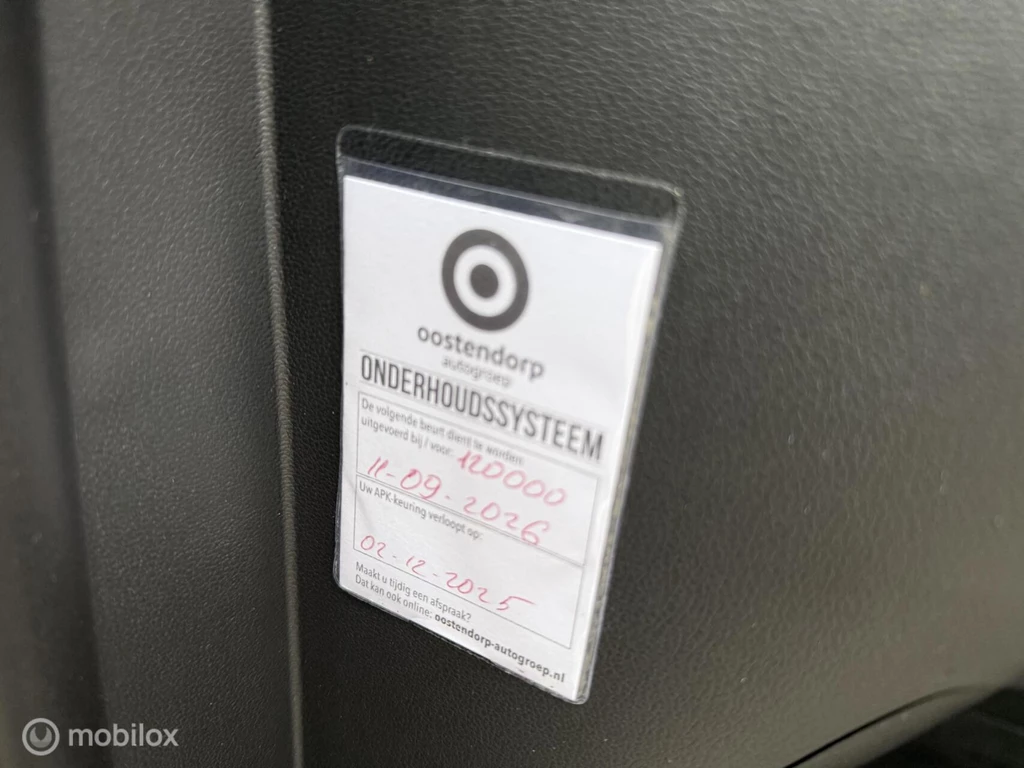 oostendorp
autogroep
ONDERHOUDSSYSTEEM
De volgende beurt dient te worden
uitgevoerd bij / voor: 120000
11-09-2026
Uw APK-keuring verloopt op:
02-12-2025
Maakt u tijdig een afspraak?
Dat kan ook online: oostendorp-autogroep.nl
mobilox